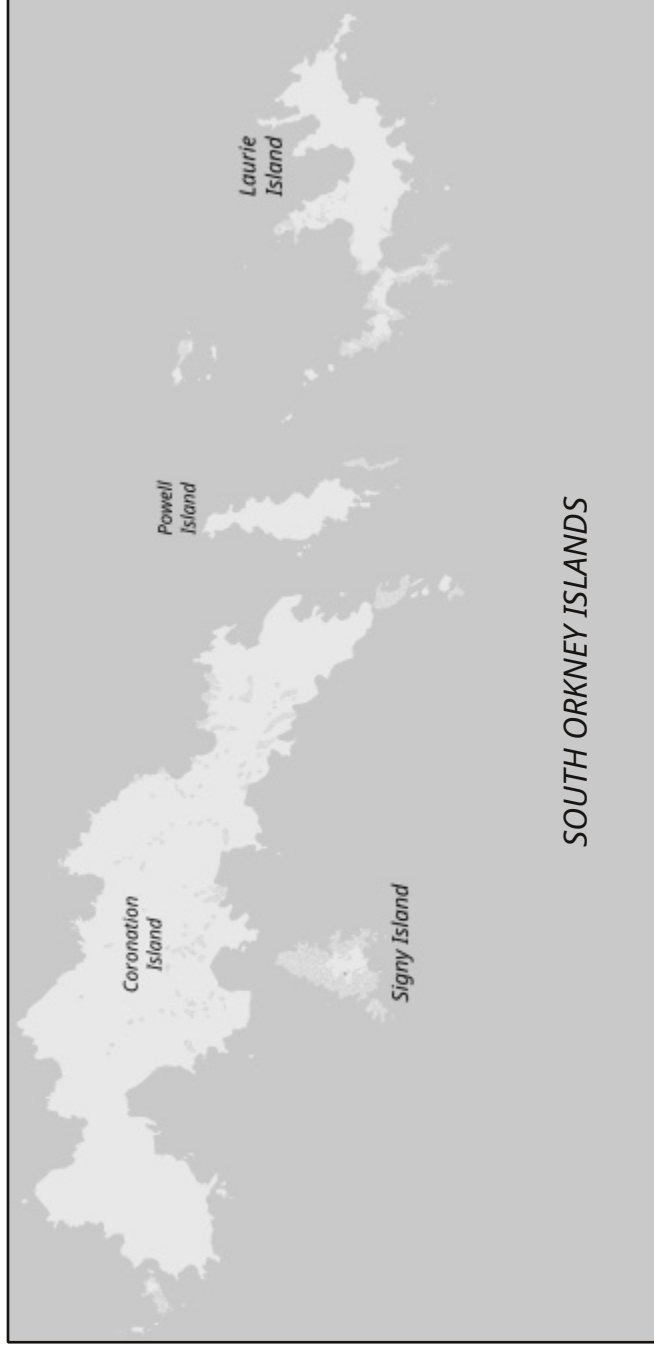 Coronation
Island
Powell
Island
Laurie
Island
Signy Island
SOUTH ORKNEY ISLANDS